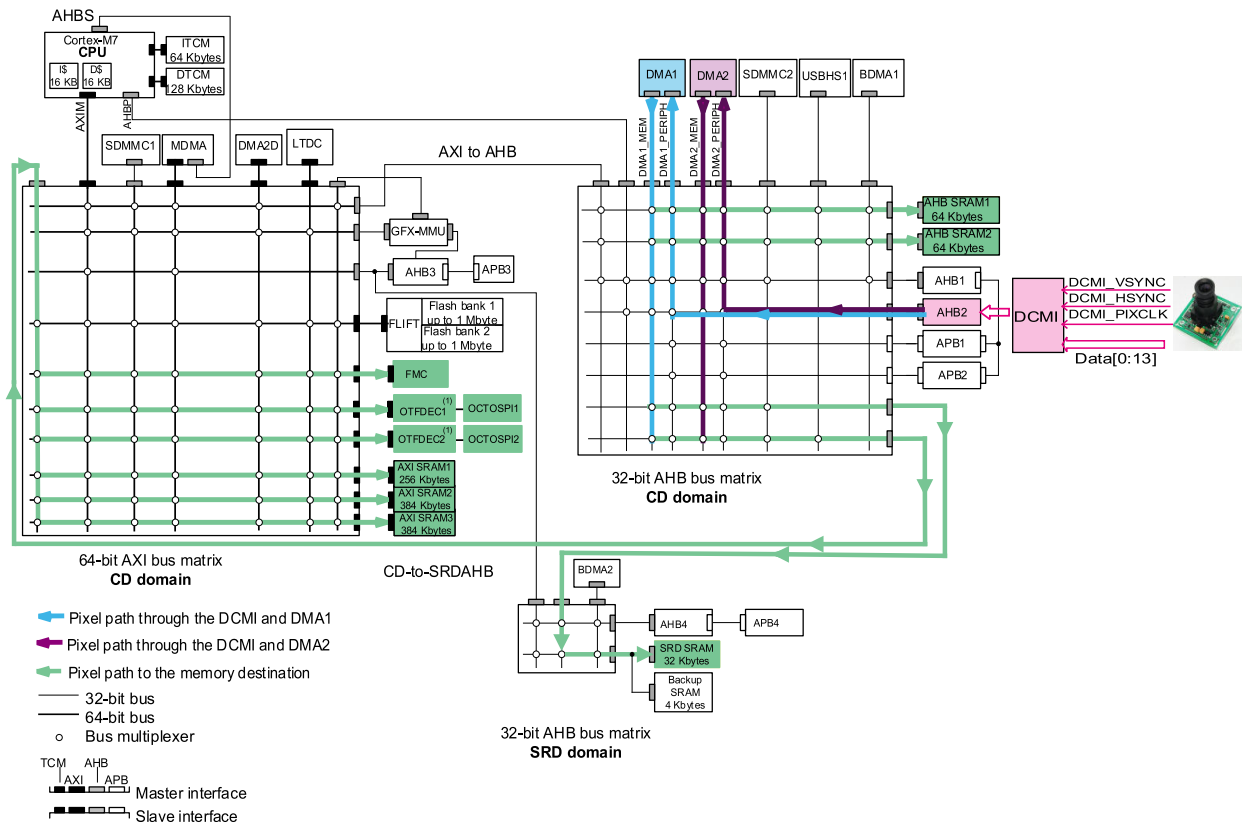 AHBS
Cortex-M7
CPU
I$
16 KB
D$
16 KB
ITCM
64 Kbytes
DTCM
128 Kbytes
AXIM
AHBP
SDMMC1
MDMA
DMA2D
LTDC
AXI to AHB
GFX-MMU
AHB3
APB3
FLIFT
Flash bank 1
up to 1 Mbyte
Flash bank 2
up to 1 Mbyte
FMC
OTFDEC1 (1)
OCTOSPI1
OTFDEC2 (1)
OCTOSPI2
AXI SRAM1
256 Kbytes
AXI SRAM2
384 Kbytes
AXI SRAM3
384 Kbytes
64-bit AXI bus matrix
CD domain
DMA1
DMA2
SDMMC2
USBHS1
BDMA1
DMA1_MEM
DMA1_PERIPH
DMA2_MEM
DMA2_PERIPH
AHB SRAM1
64 Kbytes
AHB SRAM2
64 Kbytes
AHB1
AHB2
APB1
APB2
DCMI
DCMI_VSYNC
DCMI_HSYNC
DCMI_PIXCLK
Data[0:13]
32-bit AHB bus matrix
CD domain
CD-to-SRDAHB
BDMA2
AHB4
APB4
SRD SRAM
32 Kbytes
Backup
SRAM
4 Kbytes
32-bit AHB bus matrix
SRD domain
Pixel path through the DCMI and DMA1
Pixel path through the DCMI and DMA2
Pixel path to the memory destination
32-bit bus
64-bit bus
Bus multiplexer
TCM
AHB
AXI
APB
Master interface
Slave interface